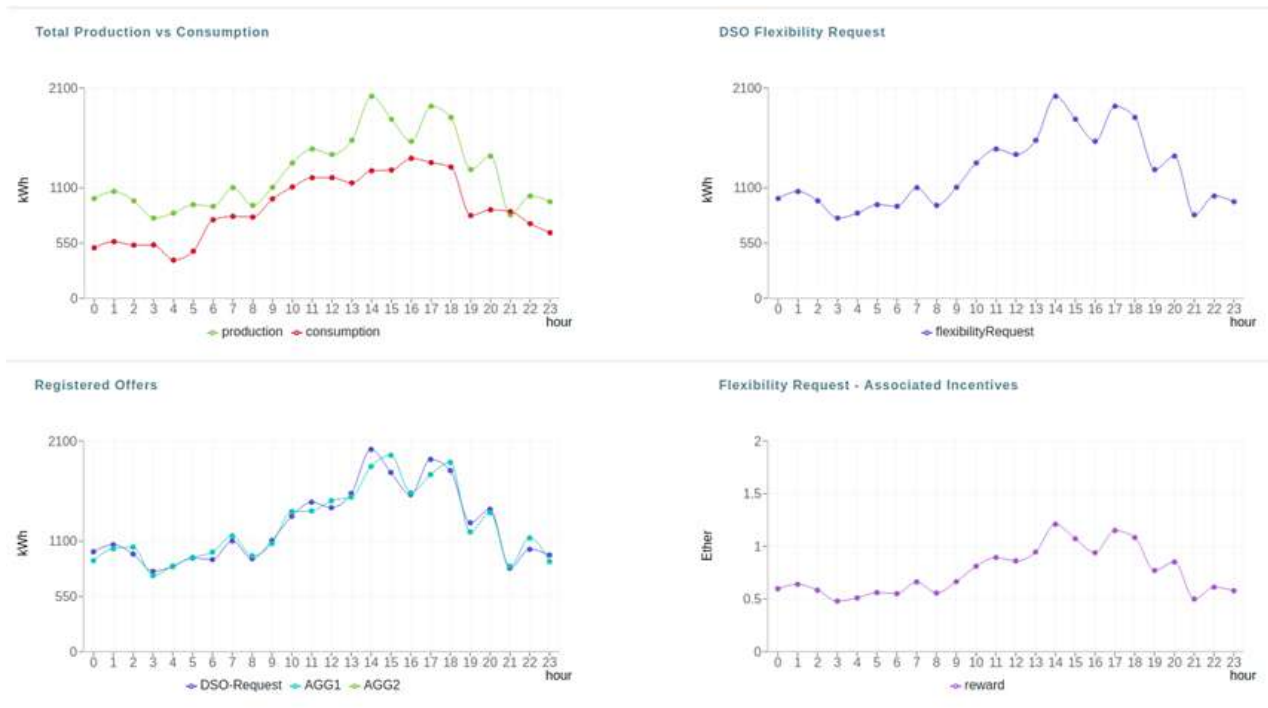 Total Production vs Consumption
kWh
2100
1100
550
0
0 1 2 3 4 5 6 7 8 9 10 11 12 13 14 15 16 17 18 19 20 21 22 23
hour
production consumption
DSO Flexibility Request
kWh
2100
1100
550
0
0 1 2 3 4 5 6 7 8 9 10 11 12 13 14 15 16 17 18 19 20 21 22 23
hour
flexibilityRequest
Registered Offers
kWh
2100
1100
550
0
0 1 2 3 4 5 6 7 8 9 10 11 12 13 14 15 16 17 18 19 20 21 22 23
hour
DSO-Request AGG1 AGG2
Flexibility Request - Associated Incentives
Ether
2
1.5
1
0.5
0
0 1 2 3 4 5 6 7 8 9 10 11 12 13 14 15 16 17 18 19 20 21 22 23
hour
reward